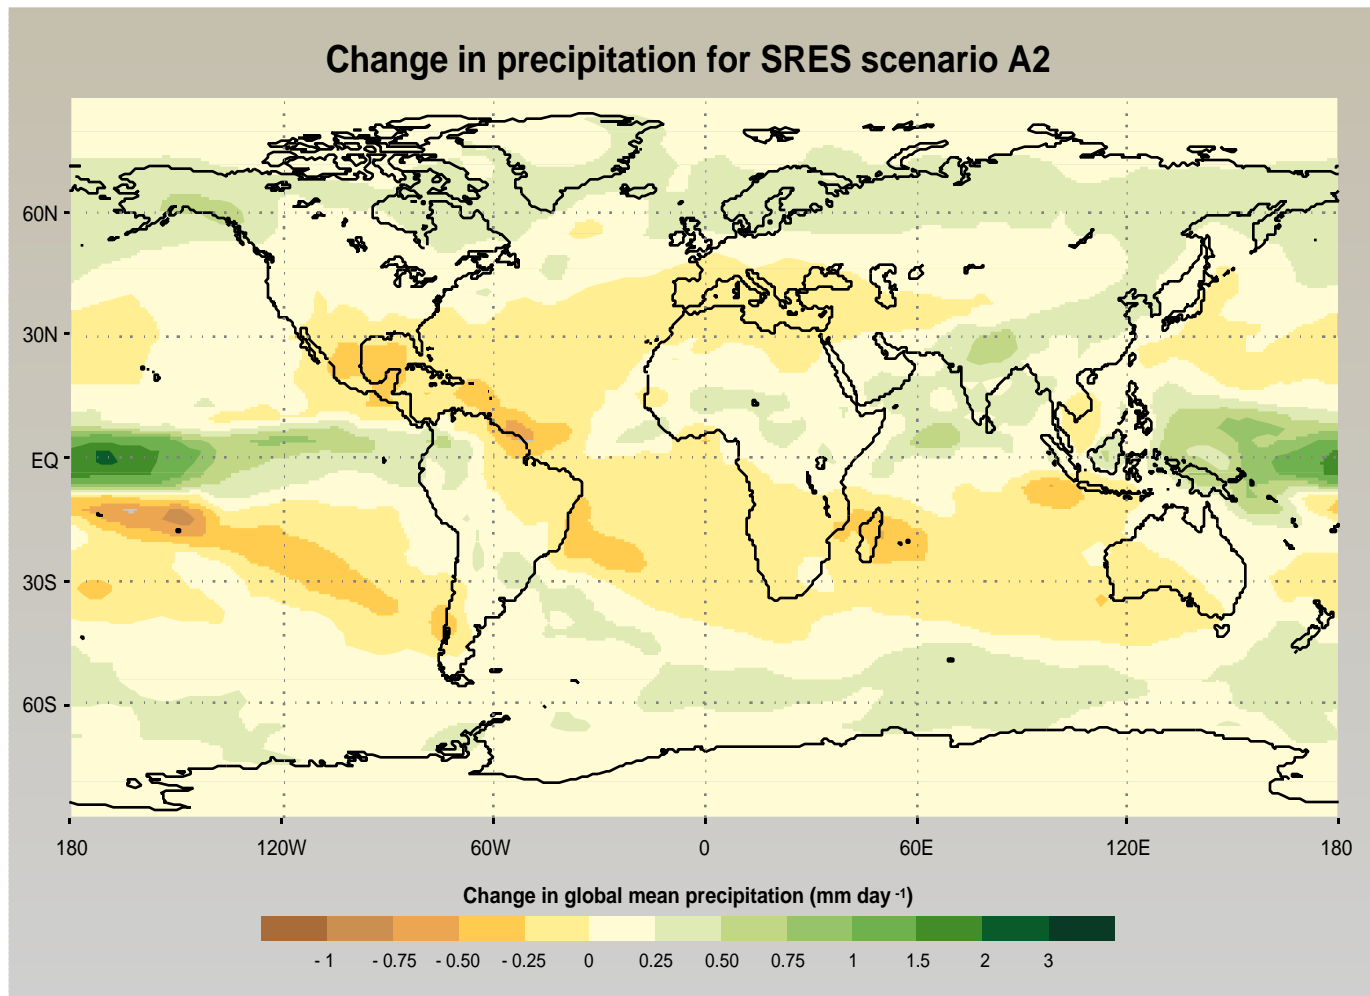 Change in precipitation for SRES scenario A2
60N
30N
EQ
30S
60S
180 120W 60W 0 60E 120E 180
Change in global mean precipitation (mm day -1)
- 1 - 0.75 - 0.50 - 0.25 0 0.25 0.50 0.75 1 1.5 2 3